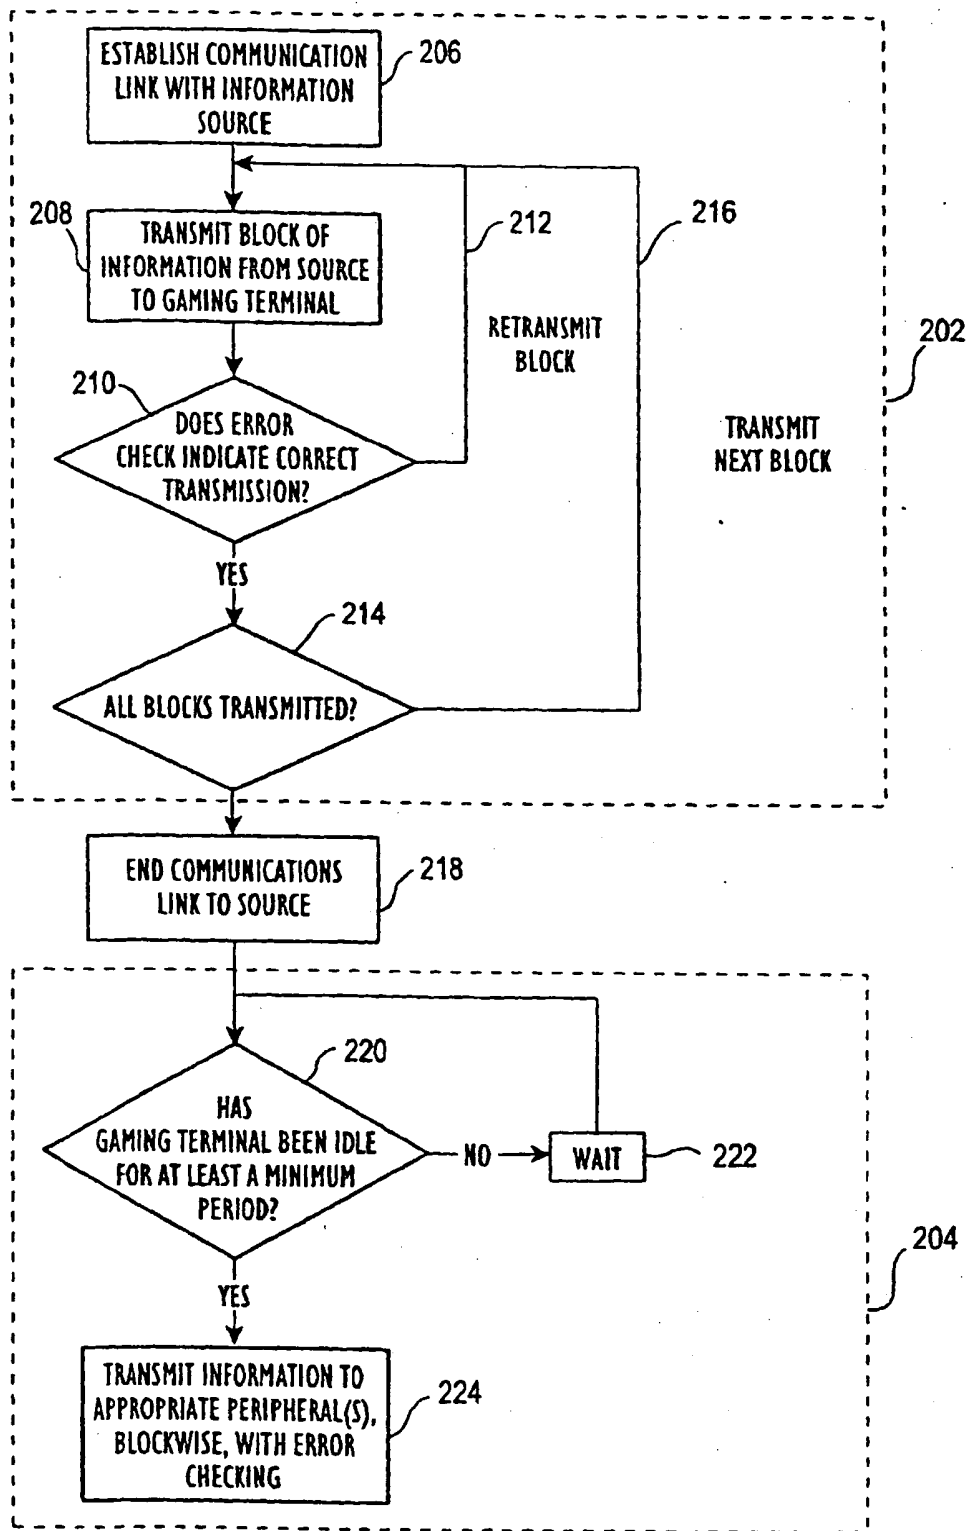 ESTABLISH COMMUNICATION
LINK WITH INFORMATION
SOURCE
206
208
TRANSMIT BLOCK OF
INFORMATION FROM SOURCE
TO GAMING TERMINAL
212
216
RETRANSMIT
BLOCK
202
210
DOES ERROR
CHECK INDICATE CORRECT
TRANSMISSION?
TRANSMIT
NEXT BLOCK
YES
214
ALL BLOCKS TRANSMITTED?
END COMMUNICATIONS
LINK TO SOURCE
218
220
HAS
GAMING TERMINAL BEEN IDLE
FOR AT LEAST A MINIMUM
PERIOD?
NO
WAIT
222
204
YES
TRANSMIT INFORMATION TO
APPROPRIATE PERIPHERAL(S),
BLOCKWISE, WITH ERROR
CHECKING
224